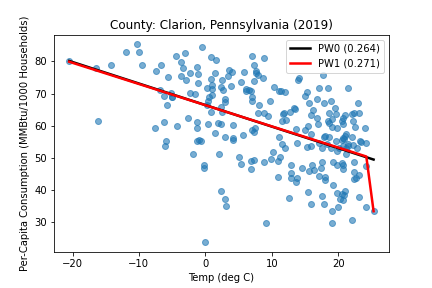 County: Clarion, Pennsylvania (2019)
Per-Capita Consumption (MMBtu/1000 Households)
80
70
60
50
40
30
PW0 (0.264)
PW1 (0.271)
−20
−10
0
10
20
Temp (deg C)